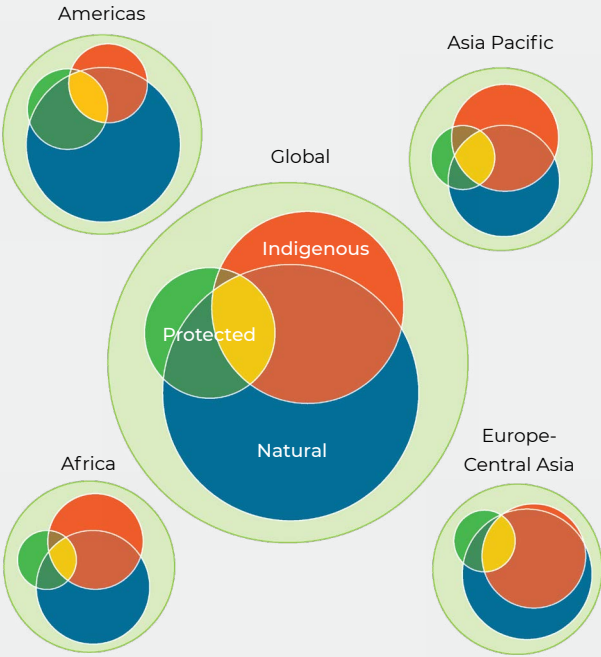 Americas
Asia Pacific
Global
Indigenous
Protected
Natural
Africa
Europe-
Central Asia